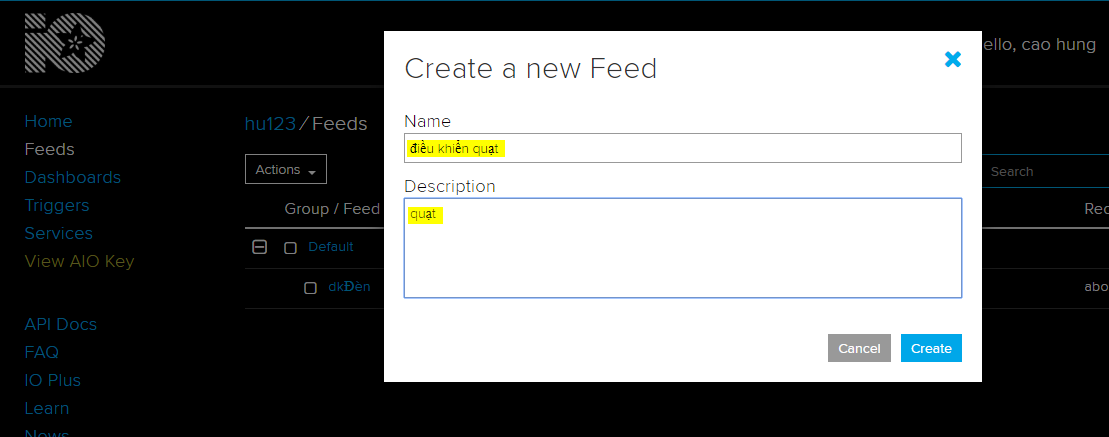 iO
ello, cao hung
Create a new Feed
Name
điều khiển quạt
Description
quạt
Cancel
Create
Home
Feeds
Dashboards
Triggers
Services
View AIO Key
API Docs
FAQ
IO Plus
Learn
News
hu123 / Feeds
Actions
Search
Group / Feed
Rec
Default
dkĐèn
abo